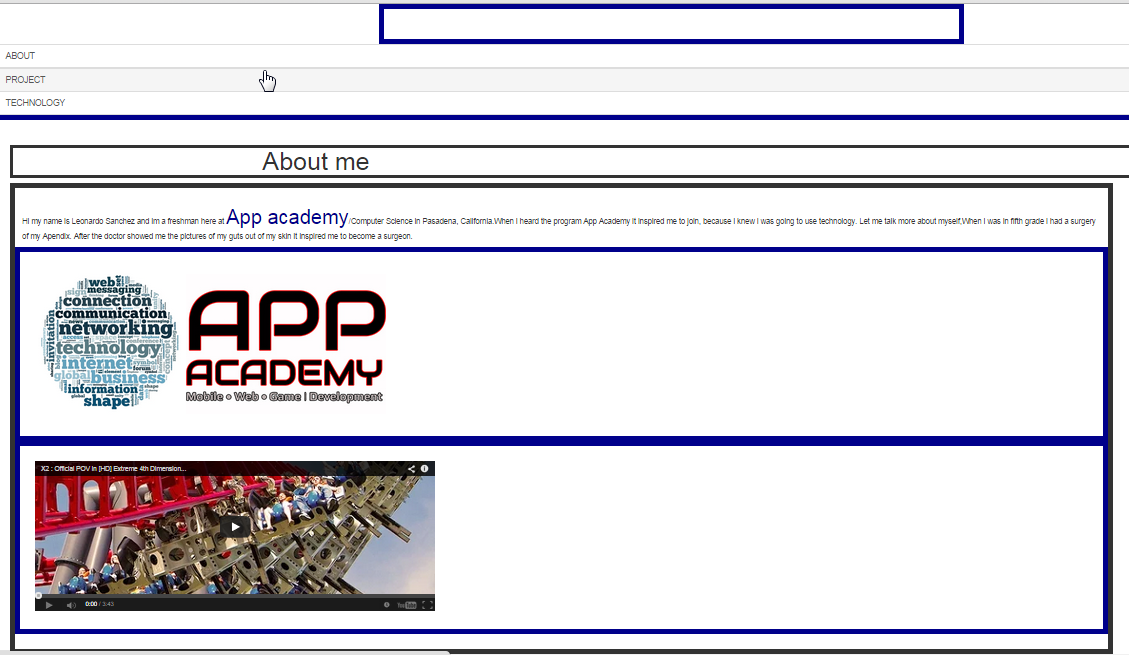 ABOUT
PROJECT
TECHNOLOGY
About me
Hi my name is Leonardo Sanchez and im a freshman here at App academy/Computer Science in Pasadena, California.When I heard the program App Academy it inspired me to join, because I knew I was going to use technology. Let me talk more about myself,When I was in fifth grade I had a surgery
of my Apendix. After the doctor showed me the pictures of my guts out of my skin it inspired me to become a surgeon.
web
messaging
connection
communication
networking
invitation
access
technology
internet
forum
global
business
information
shape
APP
ACADEMY
Mobile • Web • Game | Development
X2 : Official POV in [HD] Extreme 4th Dimension...
0:00 / 3:43
YouTube